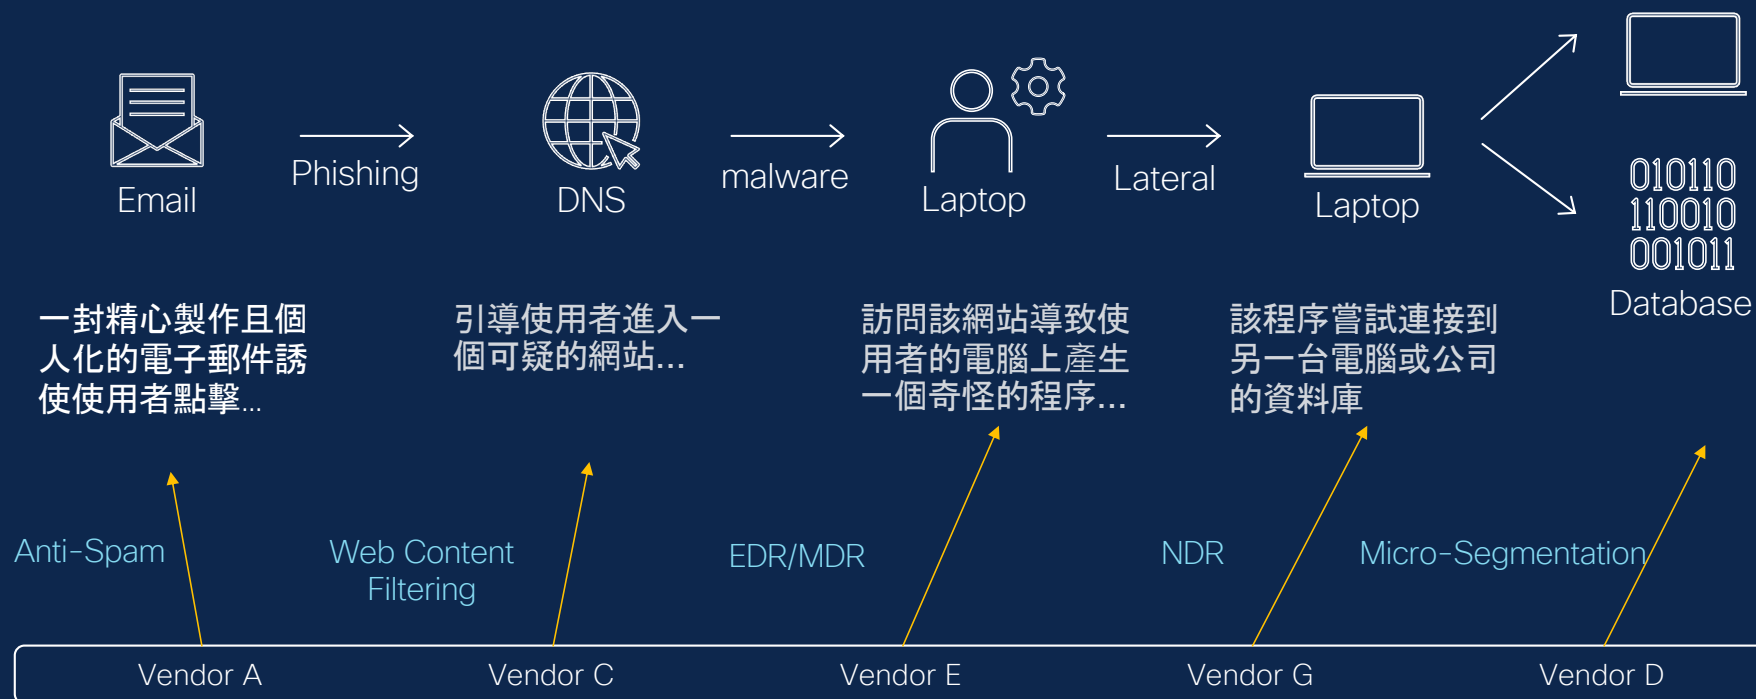 Email
Phishing
DNS
malware
Laptop
Lateral
Laptop
010110
110010
001011
Database
一封精心製作且個
人化的電子郵件誘
使使用者點擊...
引導使用者進入一
個可疑的網站...
訪問該網站導致使
用者的電腦上產生
一個奇怪的程序...
該程序嘗試連接到
另一台電腦或公司
的資料庫
Anti-Spam
Web Content
Filtering
EDR/MDR
NDR
Micro-Segmentation
Vendor A
Vendor C
Vendor E
Vendor G
Vendor D